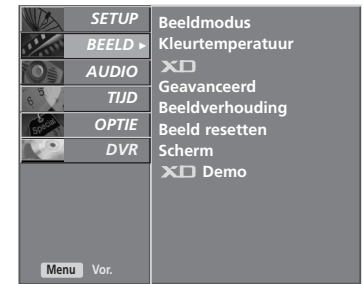 SETUP
BEELD ►
AUDIO
TIJD
OPTIE
DVR
Beeldmodus
Kleurtemperatuur
XD
Geavanceerd
Beeldverhouding
Beeld resetten
Scherm
XD Demo
Menu Vor.